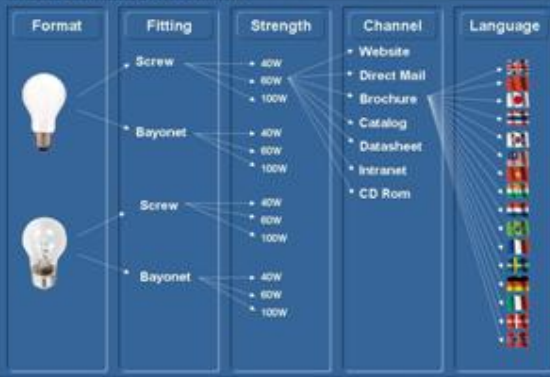 Format
Fitting
Strength
Channel
Language
Screw
40W
60W
100W
Bayonet
40W
60W
100W
Screw
40W
60W
100W
Bayonet
40W
60W
100W
Website
Direct Mail
Brochure
Catalog
Datasheet
Intranet
CD Rom